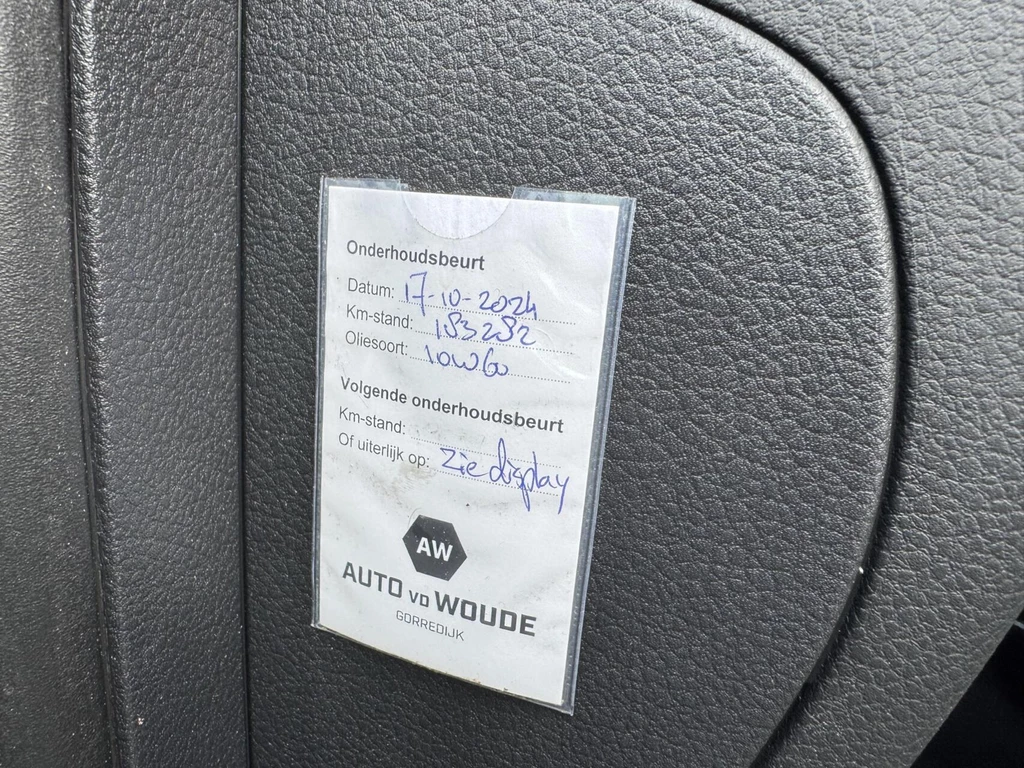 Onderhoudsbeurt
Datum: 17-10-2024
Km-stand: 183282
Oliesoort: 10W60
Volgende onderhoudsbeurt
Km-stand:
Of uiterlijk op: Zie display
AW
AUTO VD WOUDE
GORREDIJK